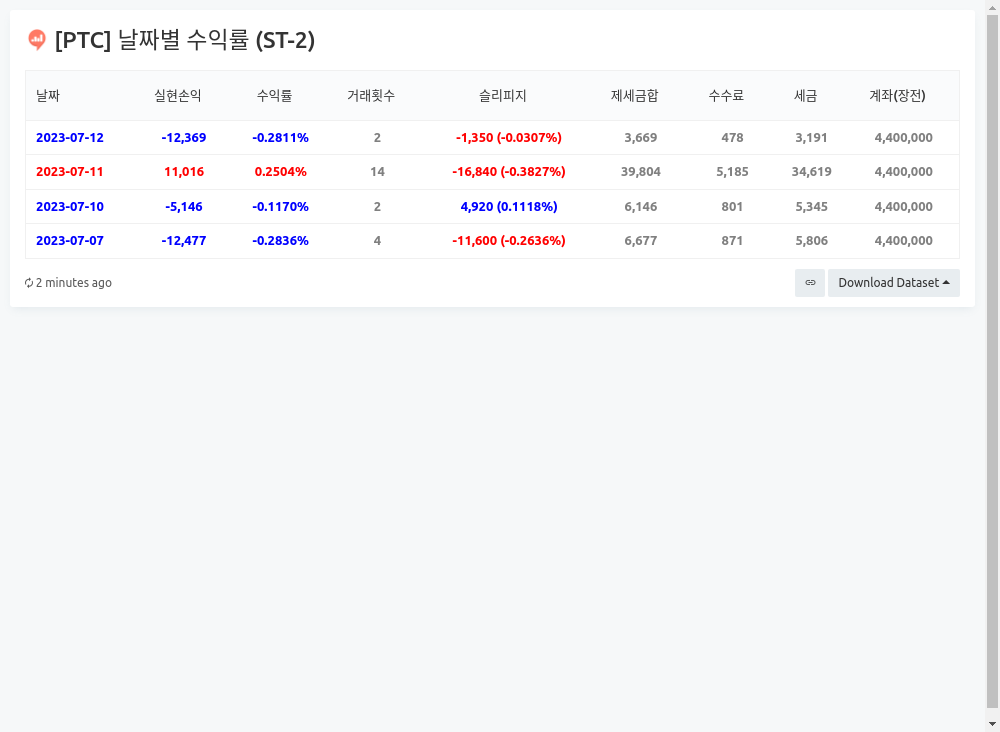 [PTC] 날짜별 수익률 (ST-2)
날짜 실현손익 수익률 거래횟수 슬리피지 제세금합 수수료 세금 계좌(장전)
2023-07-12 -12,369 -0.2811% 2 -1,350 (-0.0307%) 3,669 478 3,191 4,400,000
2023-07-11 11,016 0.2504% 14 -16,840 (-0.3827%) 39,804 5,185 34,619 4,400,000
2023-07-10 -5,146 -0.1170% 2 4,920 (0.1118%) 6,146 801 5,345 4,400,000
2023-07-07 -12,477 -0.2836% 4 -11,600 (-0.2636%) 6,677 871 5,806 4,400,000
2 minutes ago Download Dataset